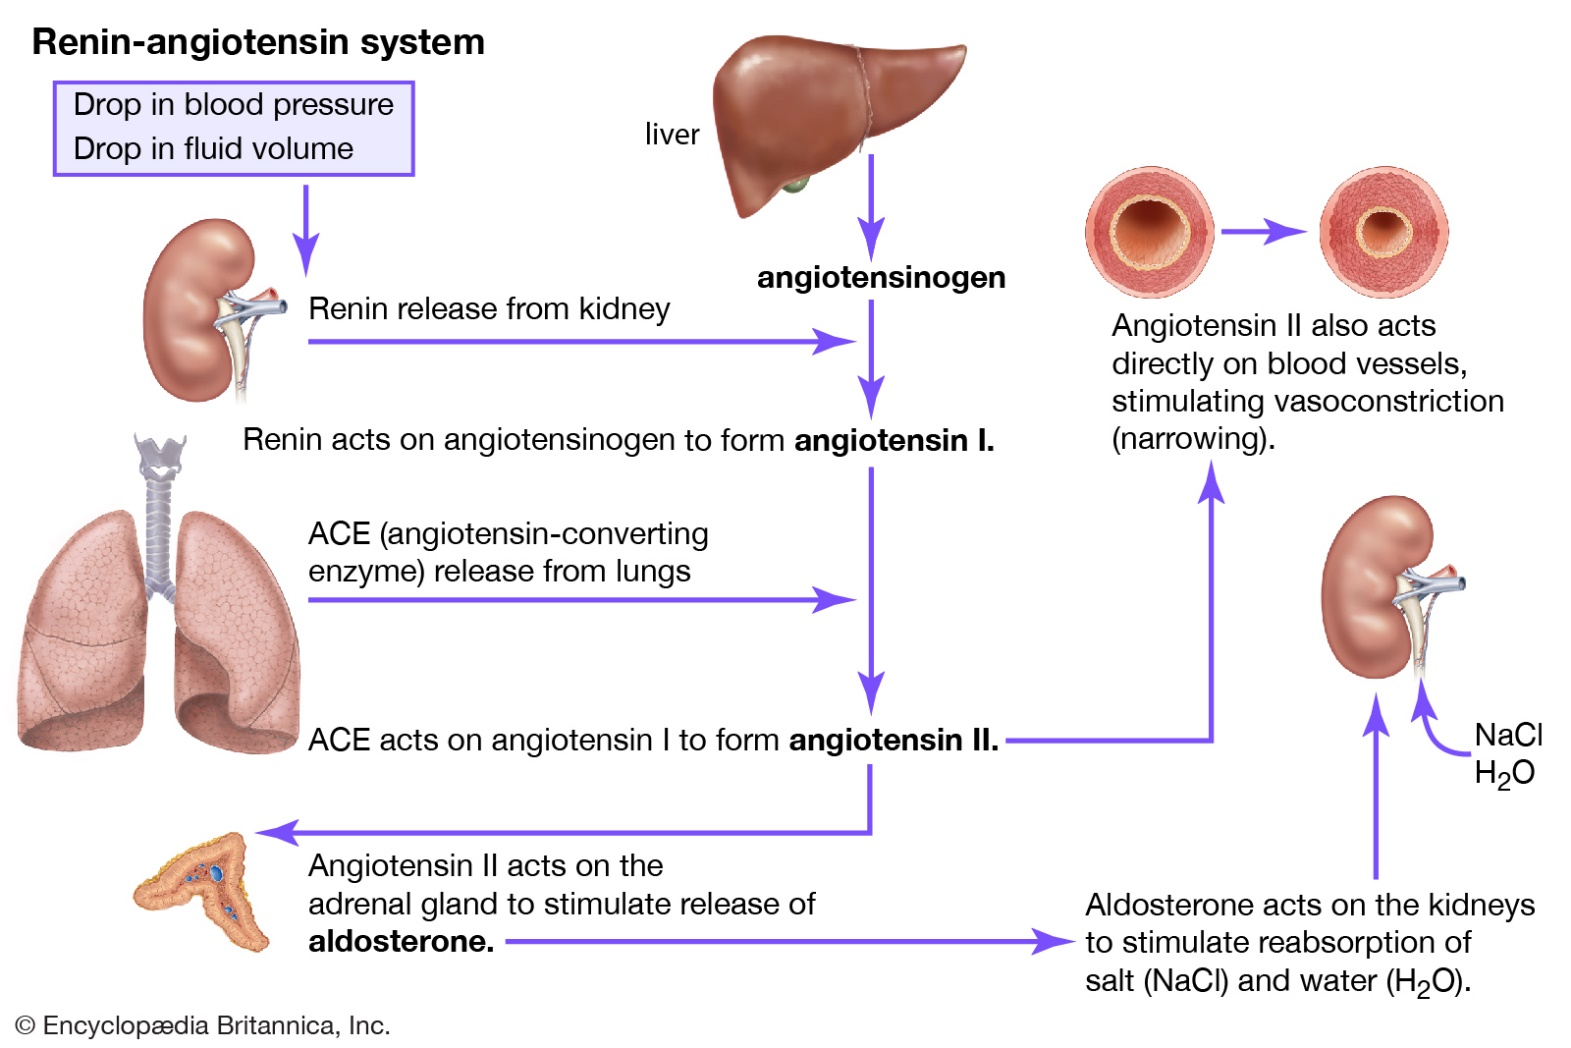 Renin-angiotensin system
Drop in blood pressure
Drop in fluid volume
liver
angiotensinogen
Renin release from kidney
Renin acts on angiotensinogen to form angiotensin I.
ACE (angiotensin-converting
enzyme) release from lungs
ACE acts on angiotensin I to form angiotensin II.
Angiotensin II also acts
directly on blood vessels,
stimulating vasoconstriction
(narrowing).
NaCl
H₂O
Angiotensin II acts on the
adrenal gland to stimulate release of
aldosterone.
Aldosterone acts on the kidneys
to stimulate reabsorption of
salt (NaCl) and water (H₂O).
© Encyclopædia Britannica, Inc.